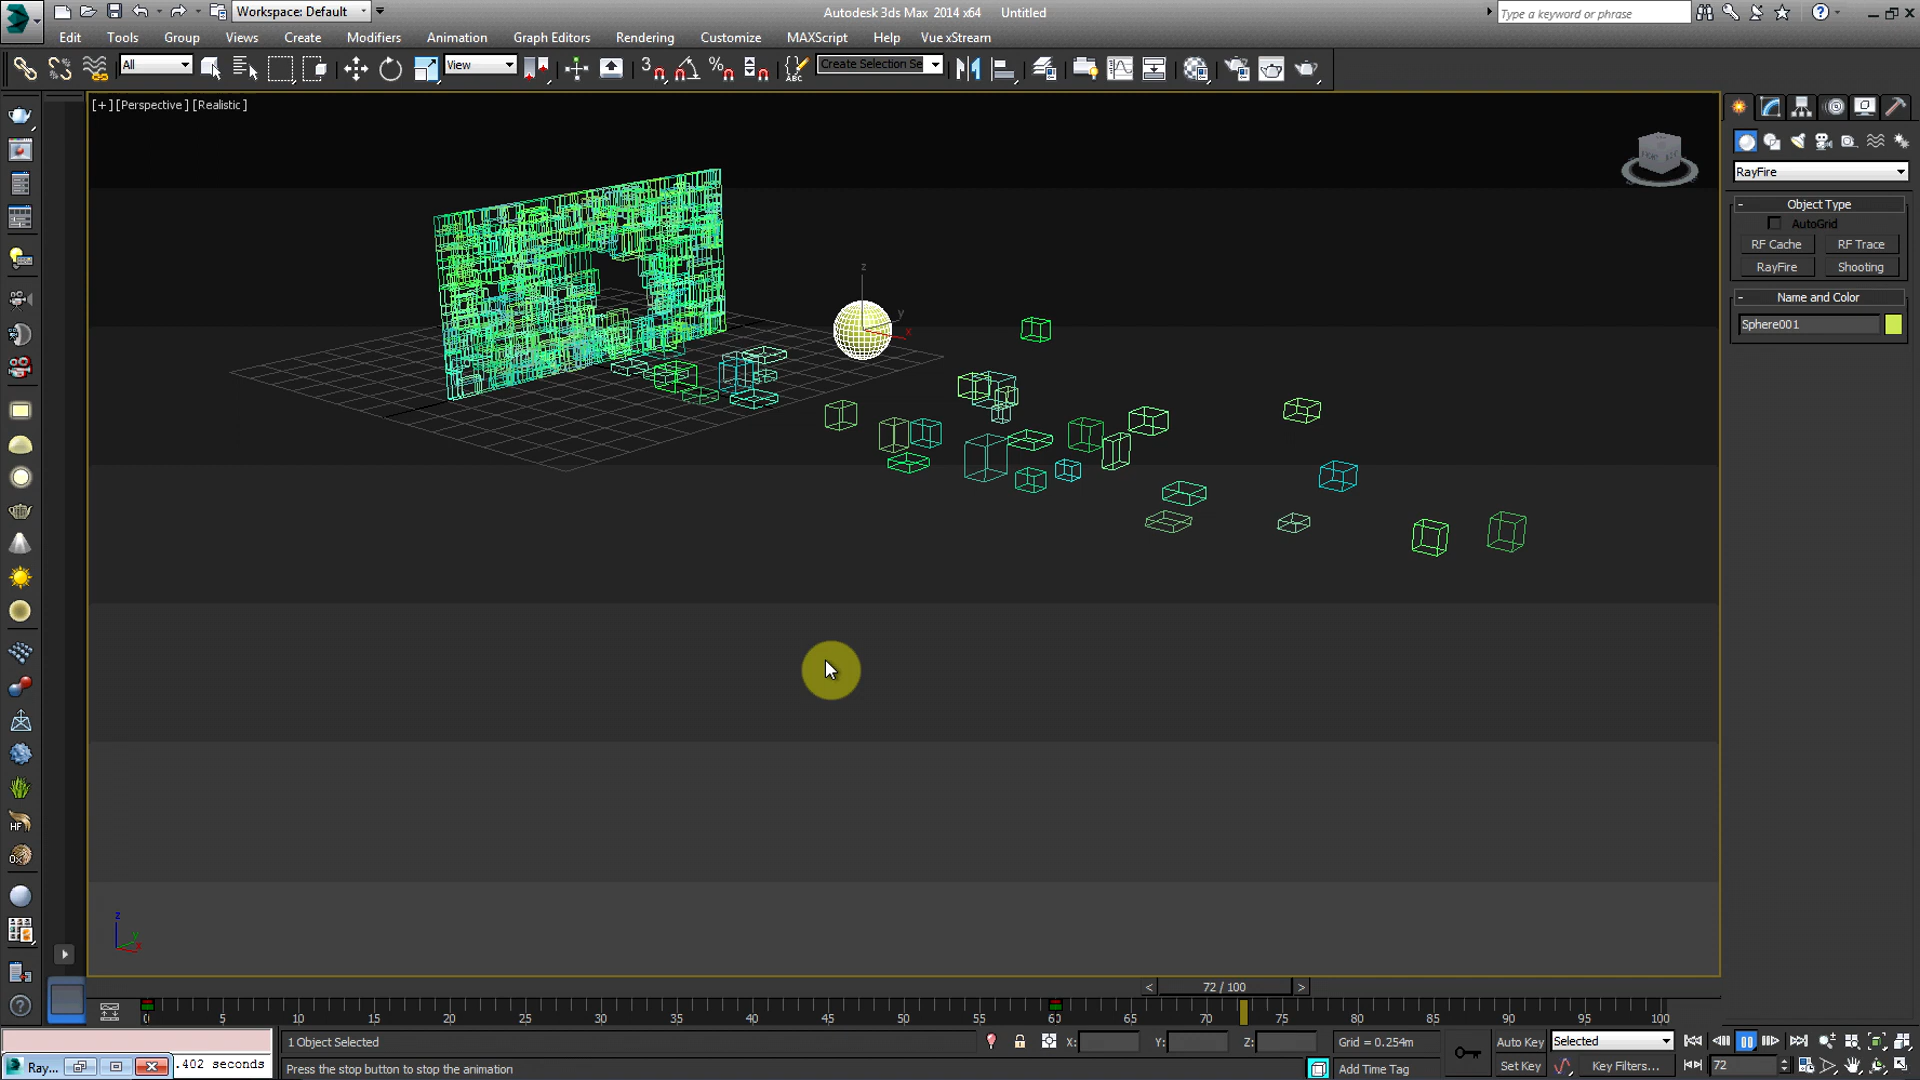 Workspace: Default
Autodesk 3ds Max 2014 x64 Untitled
Type a keyword or phrase
Edit Tools Group Views Create Modifiers Animation Graph Editors Rendering Customize MAXScript Help Vue xStream
All
View
3
ABC
Create Selection Se
[+] [Perspective ] [Realistic ]
RayFire
- Object Type
AutoGrid
RF Cache RF Trace
RayFire Shooting
- Name and Color
Sphere001
z
y
x
HF
Ox
z
y
x
< 72 / 100 >
0 5 10 15 20 25 30 35 40 45 50 55 60 65 70 75 80 85 90 95 100
1 Object Selected
X: Y: Z:
Grid = 0.254m
Auto Key Selected
Ray...
.402 seconds
Press the stop button to stop the animation
Add Time Tag
Set Key Key Filters...
72